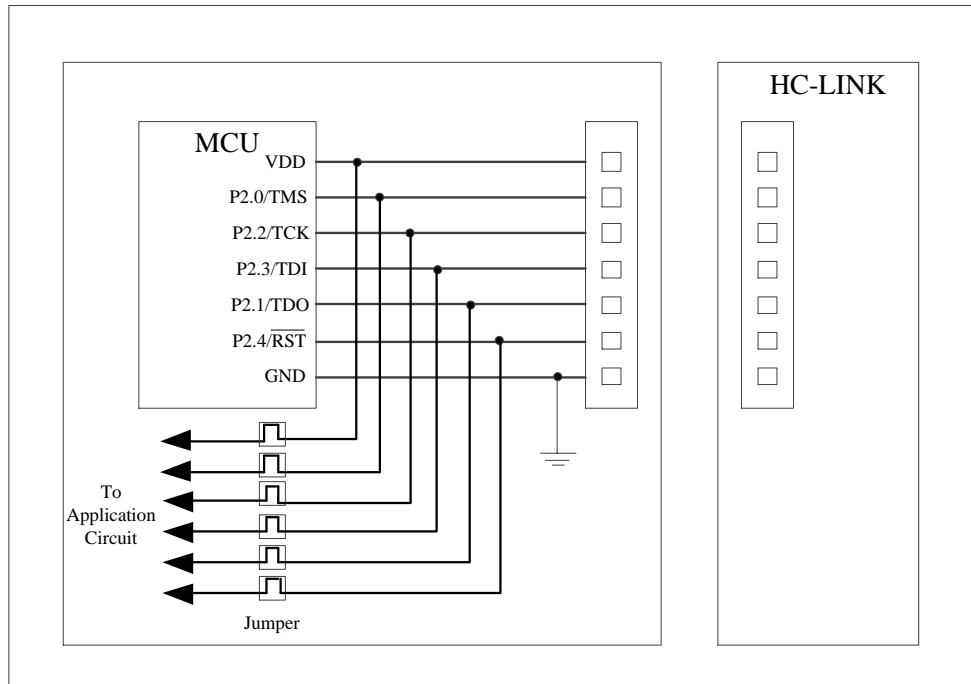 HC-LINK
MCU
VDD
P2.0/TMS
P2.2/TCK
P2.3/TDI
P2.1/TDO
P2.4/R̅S̅T̅
GND
To
Application
Circuit
Jumper